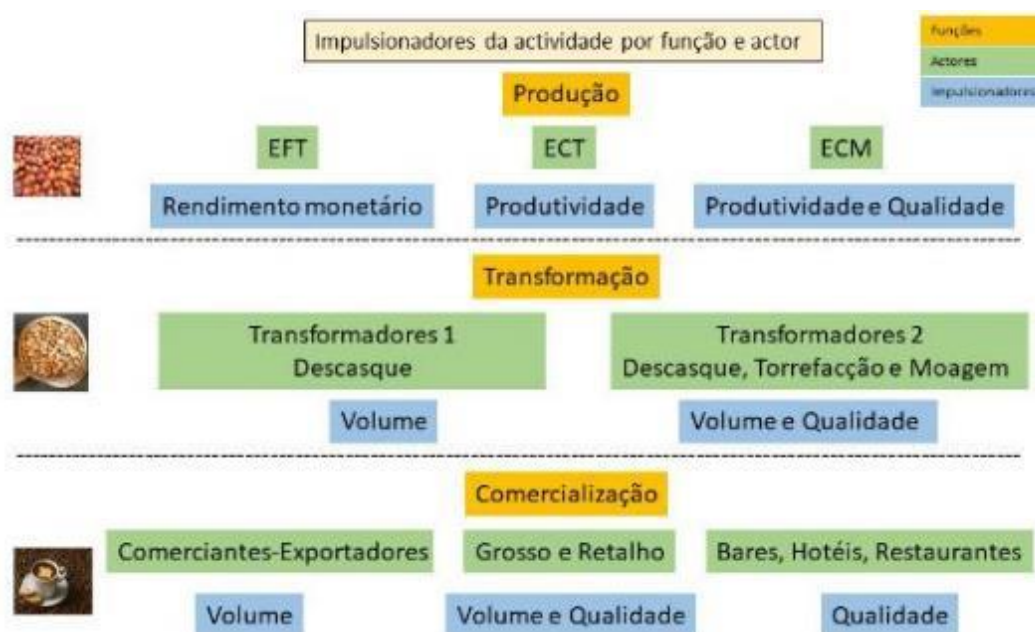 Impulsionadores da actividade por função e actor
Funções
Actores
Impulsionadores
Produção
EFT
ECT
ECM
Rendimento monetário
Produtividade
Produtividade e Qualidade
Transformação
Transformadores 1
Descasque
Transformadores 2
Descasque, Torrefacção e Moagem
Volume
Volume e Qualidade
Comercialização
Comerciantes-Exportadores
Grosso e Retalho
Bares, Hotéis, Restaurantes
Volume
Volume e Qualidade
Qualidade